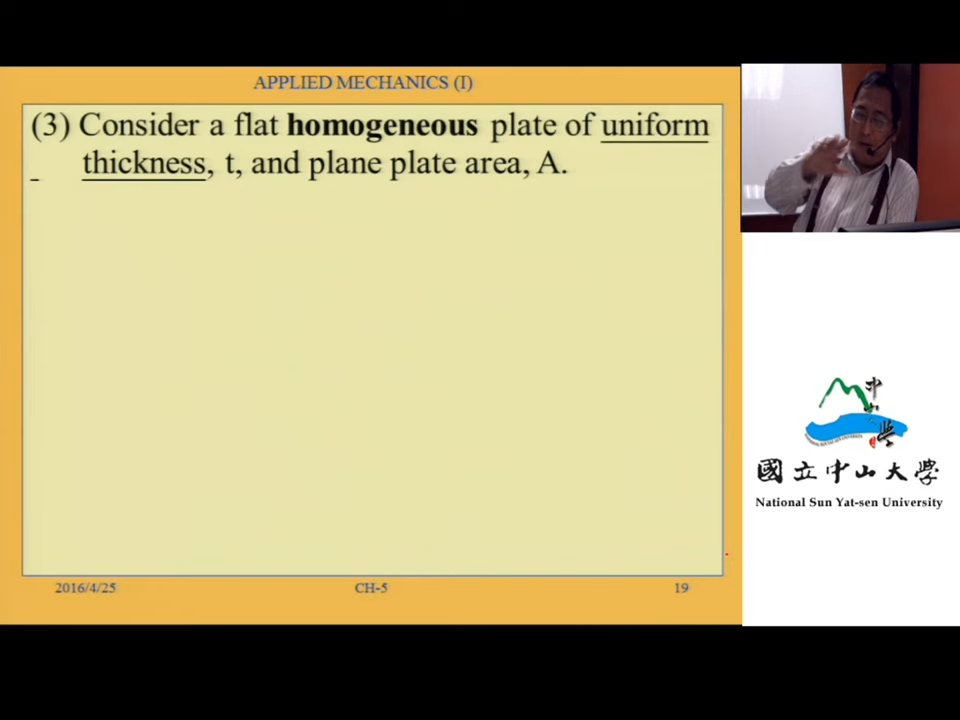 APPLIED MECHANICS (I)
(3) Consider a flat homogeneous plate of uniform
thickness, t, and plane plate area, A.
2016/4/25
CH-5
19
國立中山大學
National Sun Yat-sen University